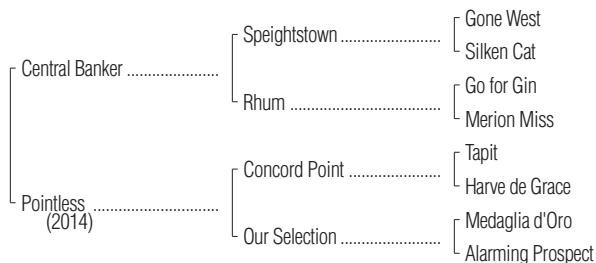 Gone West
Speightstown
Silken Cat
Central Banker
Go for Gin
Rhum
Merion Miss
Tapit
Concord Point
Harve de Grace
Pointless
(2014)
Medaglia d'Oro
Our Selection
Alarming Prospect